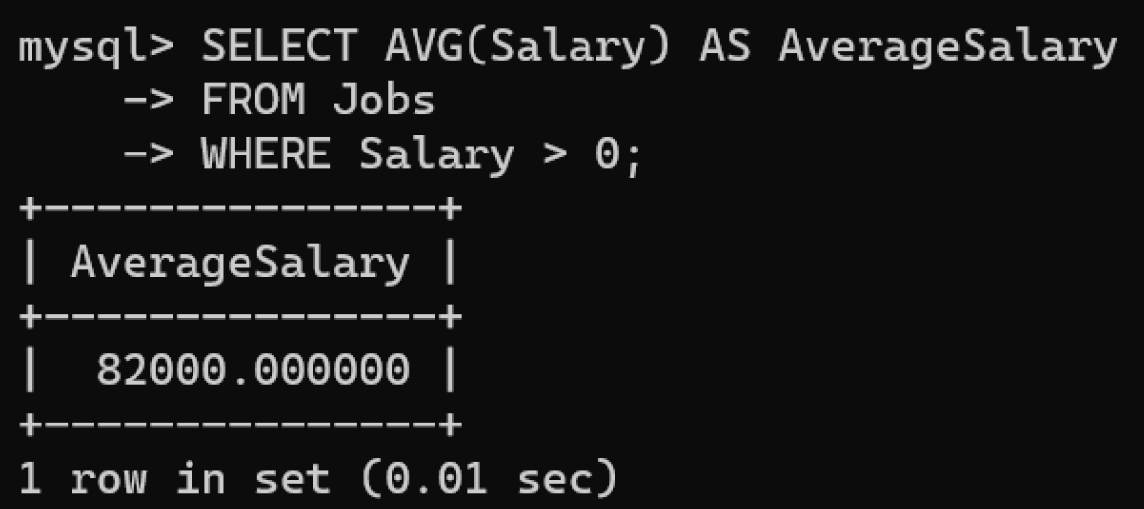 mysql> SELECT AVG(Salary) AS AverageSalary
    -> FROM Jobs
    -> WHERE Salary > 0;
+---------------+
| AverageSalary |
+---------------+
|  82000.000000 |
+---------------+
1 row in set (0.01 sec)